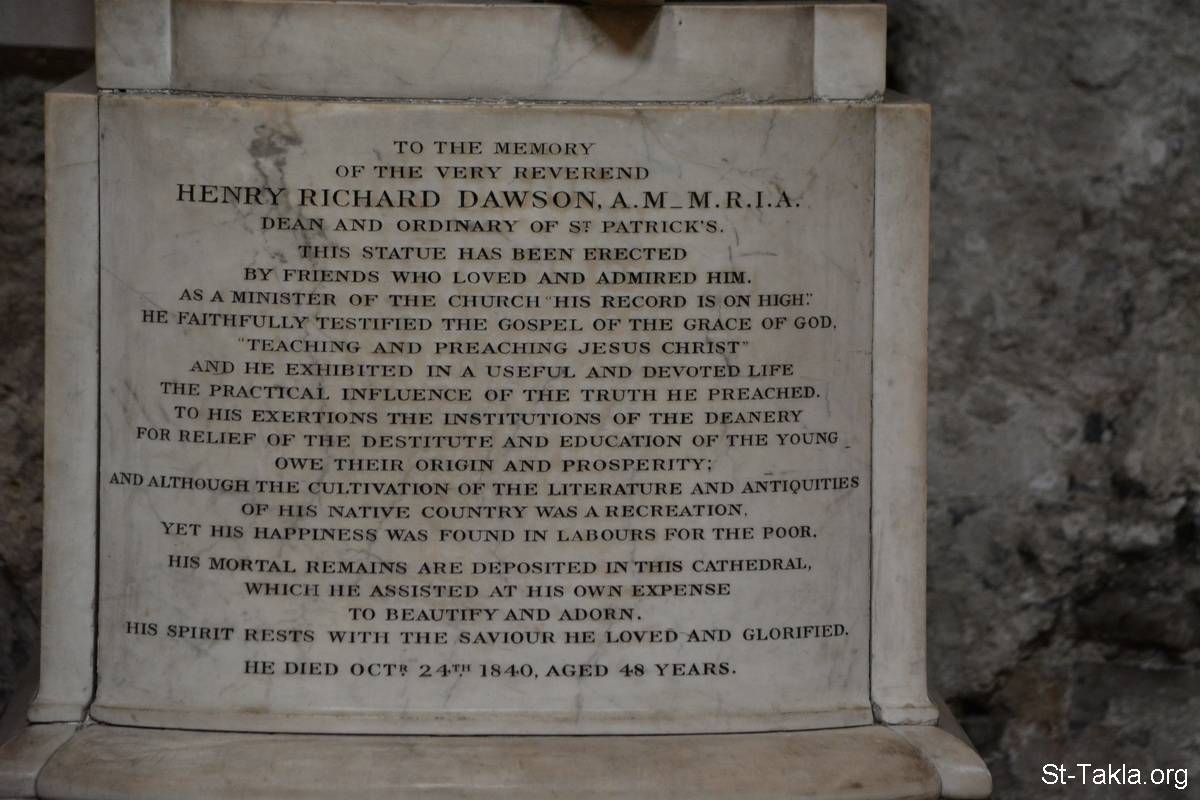 TO THE MEMORY
OF THE VERY REVEREND
HENRY RICHARD DAWSON, A.M_M.R.I.A.
DEAN AND ORDINARY OF ST PATRICK'S.
THIS STATUE HAS BEEN ERECTED
BY FRIENDS WHO LOVED AND ADMIRED HIM.
AS A MINISTER OF THE CHURCH "HIS RECORD IS ON HIGH."
HE FAITHFULLY TESTIFIED THE GOSPEL OF THE GRACE OF GOD,
"TEACHING AND PREACHING JESUS CHRIST"
AND HE EXHIBITED IN A USEFUL AND DEVOTED LIFE
THE PRACTICAL INFLUENCE OF THE TRUTH HE PREACHED.
TO HIS EXERTIONS THE INSTITUTIONS OF THE DEANERY
FOR RELIEF OF THE DESTITUTE AND EDUCATION OF THE YOUNG_
OWE THEIR ORIGIN AND PROSPERITY;
AND ALTHOUGH THE CULTIVATION OF THE LITERATURE AND ANTIQUITIES
OF HIS NATIVE COUNTRY WAS A RECREATION,
YET HIS HAPPINESS WAS FOUND IN LABOURS FOR THE POOR.
HIS MORTAL REMAINS ARE DEPOSITED IN THIS CATHEDRAL,
WHICH HE ASSISTED AT HIS OWN EXPENSE
TO BEAUTIFY AND ADORN.
HIS SPIRIT RESTS WITH THE SAVIOUR HE LOVED AND GLORIFIED.
HE DIED OCTR 24TH 1840, AGED 48 YEARS.
St-Takla.org